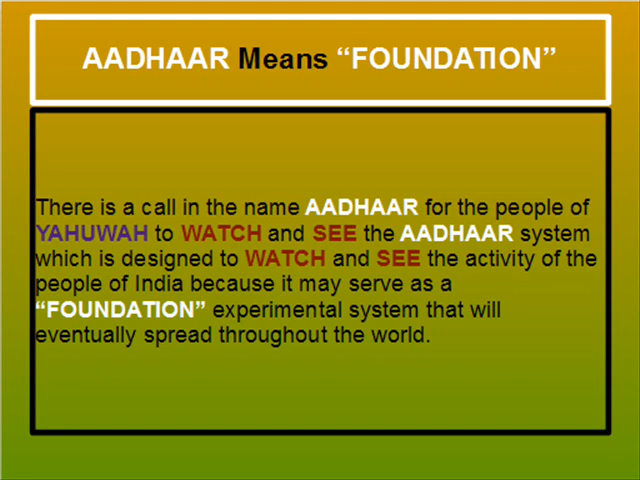 AADHAAR Means “FOUNDATION”
There is a call in the name AADHAAR for the people of
YAHUWAH to WATCH and SEE the AADHAAR system
which is designed to WATCH and SEE the activity of the
people of India because it may serve as a
“FOUNDATION” experimental system that will
eventually spread throughout the world.